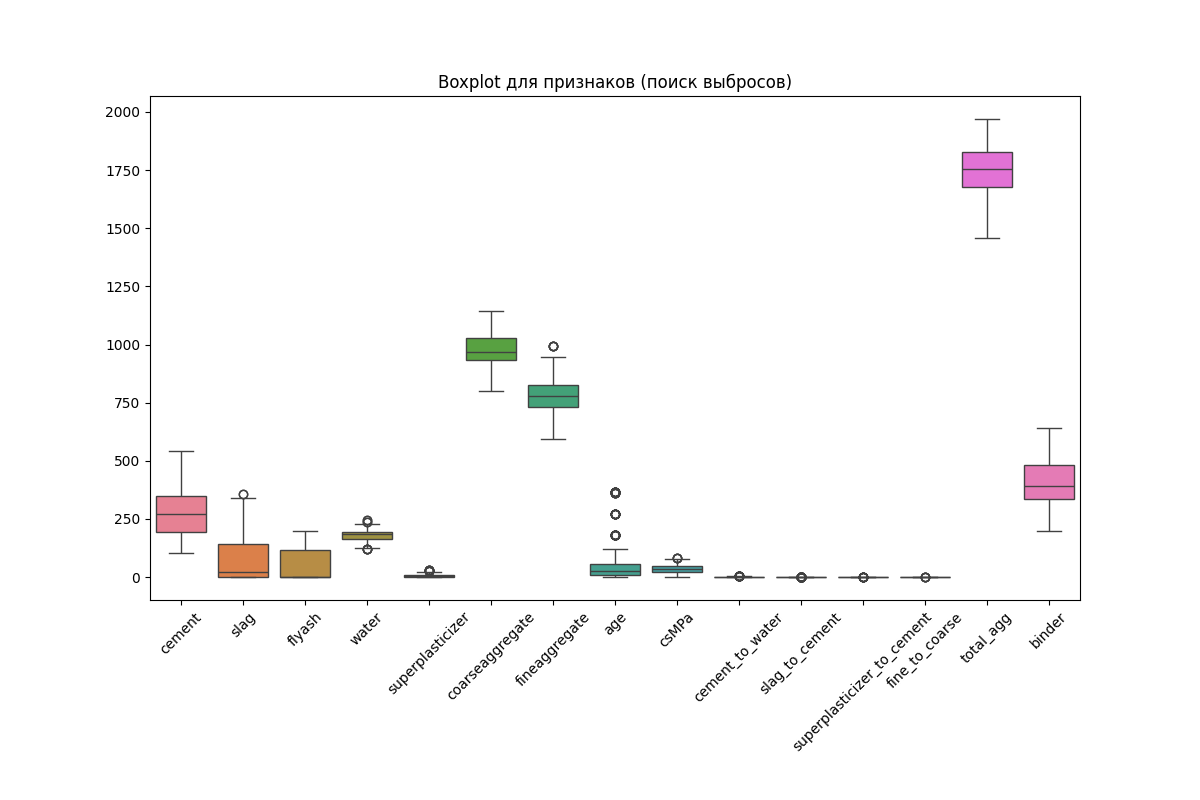 Boxplot для признаков (поиск выбросов)
2000
1750
1500
1250
1000
750
500
250
0
cement
slag
flyash
water
superplasticizer
coarseaggregate
fineaggregate
age
csMPa
cement_to_water
slag_to_cement
superplasticizer_to_cement
fine_to_coarse
total_agg
binder